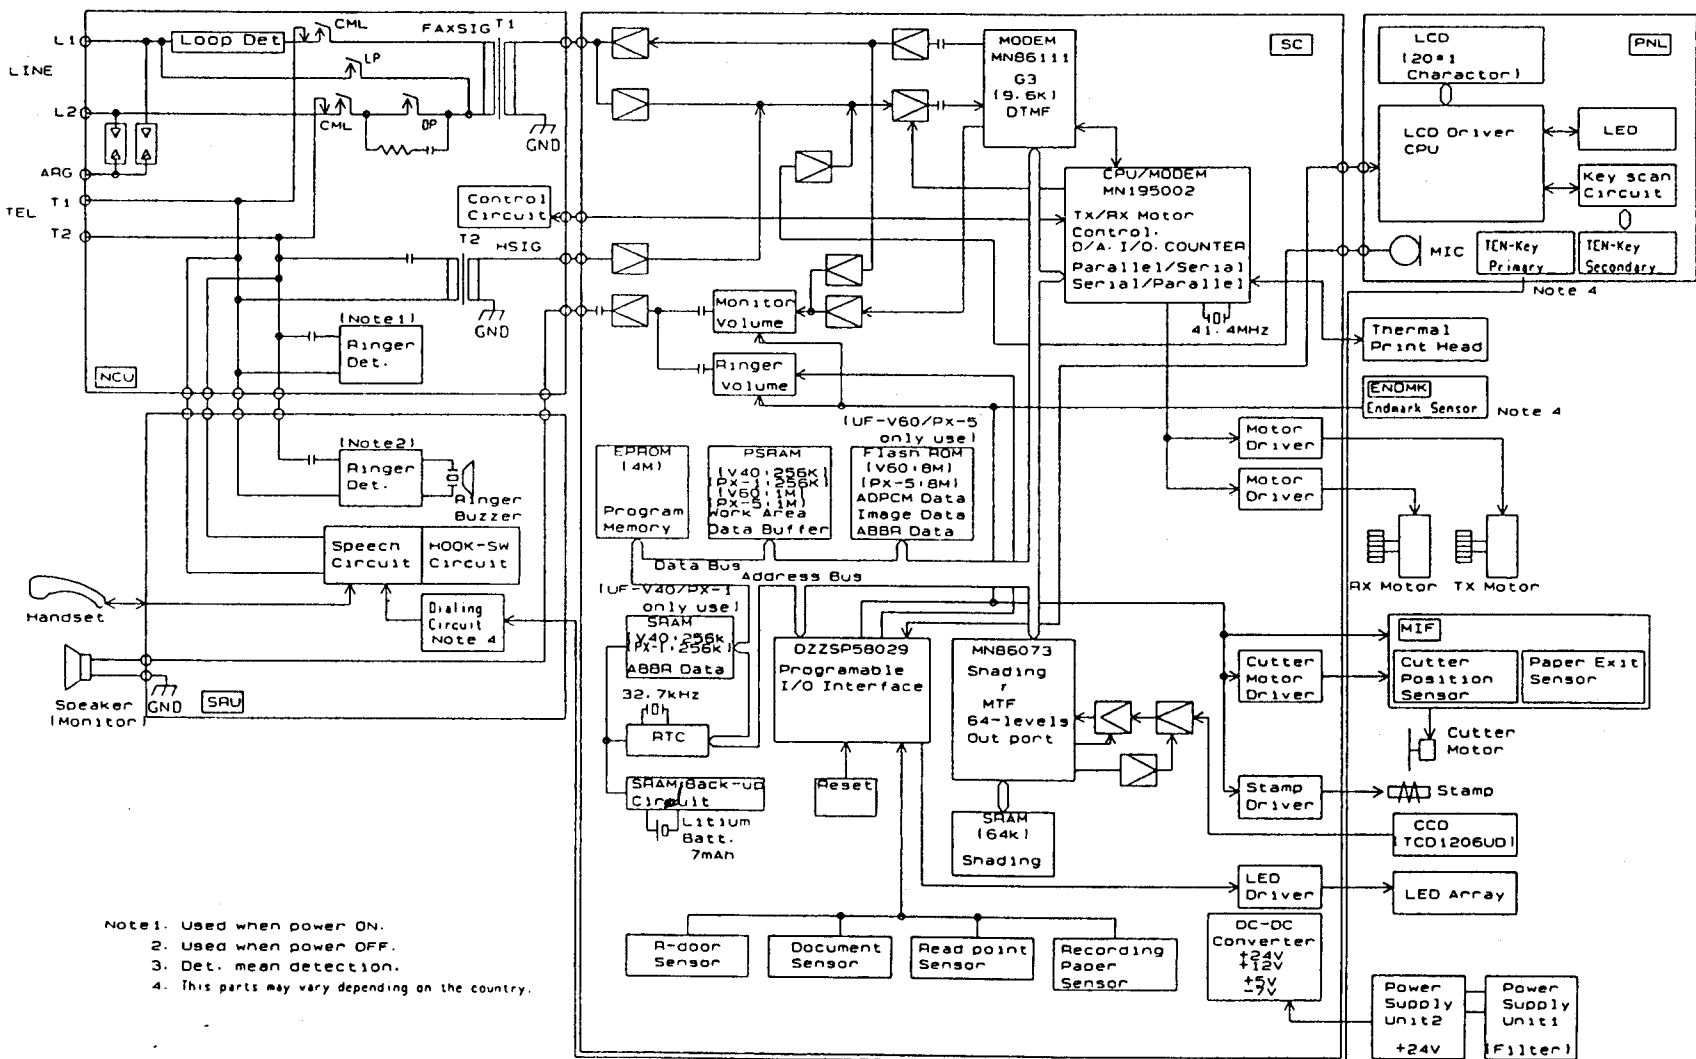 L1
LINE
L2
ARG
TEL
T1
T2
Loop Det
CML
LP
CML
DP
FAXSIG
T1
GND
Control
Circuit
T2
HSIG
GND
(Note1)
Ringer
Det.
NCU
(Note2)
Ringer
Det.
Ringer
Buzzer
Speech
Circuit
HOOK-SW
Circuit
Dialing
Circuit
Note 4
Handset
Speaker
(Monitor)
GND
SAU
SC
MODEM
MN86111
G3
(9.6K)
DTMF
CPU/MODEM
MN195002
Tx/Rx Motor
Control.
D/A. I/O. COUNTER
Parallel/Serial
Serial/Parallel
41.4MHz
Monitor
Volume
Ringer
Volume
(UF-V60/PX-5
only use)
EPROM
(4M)
Program
Memory
PSRAM
(V40:256K)
(PX-1:256K)
(V60:1M)
(PX-5:1M)
Work Area
Data Buffer
Flash ROM
(V60:8M)
(PX-5:8M)
ADPCM Data
Image Data
ABBR Data
Data Bus
Address Bus
(UF-V40/PX-1
only use)
SRAM
(V40:256K
(PX-1:256K)
ABBR Data
32.7kHz
RTC
SRAM Back-up
Circuit
Litium
Batt.
7mAh
DZZSP58029
Programable
I/O Interface
Reset
MN86073
Shading
r
MTF
64-levels
Out port
SRAM
(64K)
Shading
A-door
Sensor
Document
Sensor
Read point
Sensor
Recording
Paper
Sensor
Motor
Driver
Motor
Driver
Cutter
Motor
Driver
Stamp
Driver
LED
Driver
DC-DC
Converter
+24V
+12V
+5V
-7V
PNL
LCD
(20*1
Charactor)
LCD Driver
CPU
LED
Key scan
Circuit
MIC
TEN-Key
Primary
TEN-Key
Secondary
Note 4
Thermal
Print Head
ENDMK
Endmark Sensor
Note 4
RX Motor
TX Motor
MIF
Cutter
Position
Sensor
Paper Exit
Sensor
Cutter
Motor
Stamp
CCD
(TCD1206UD)
LED Array
Power
Supply
Unit2
+24V
Power
Supply
Unit1
(Filter)
Note1. Used when power ON.
2. Used when power OFF.
3. Det. mean detection.
4. This parts may vary depending on the country.